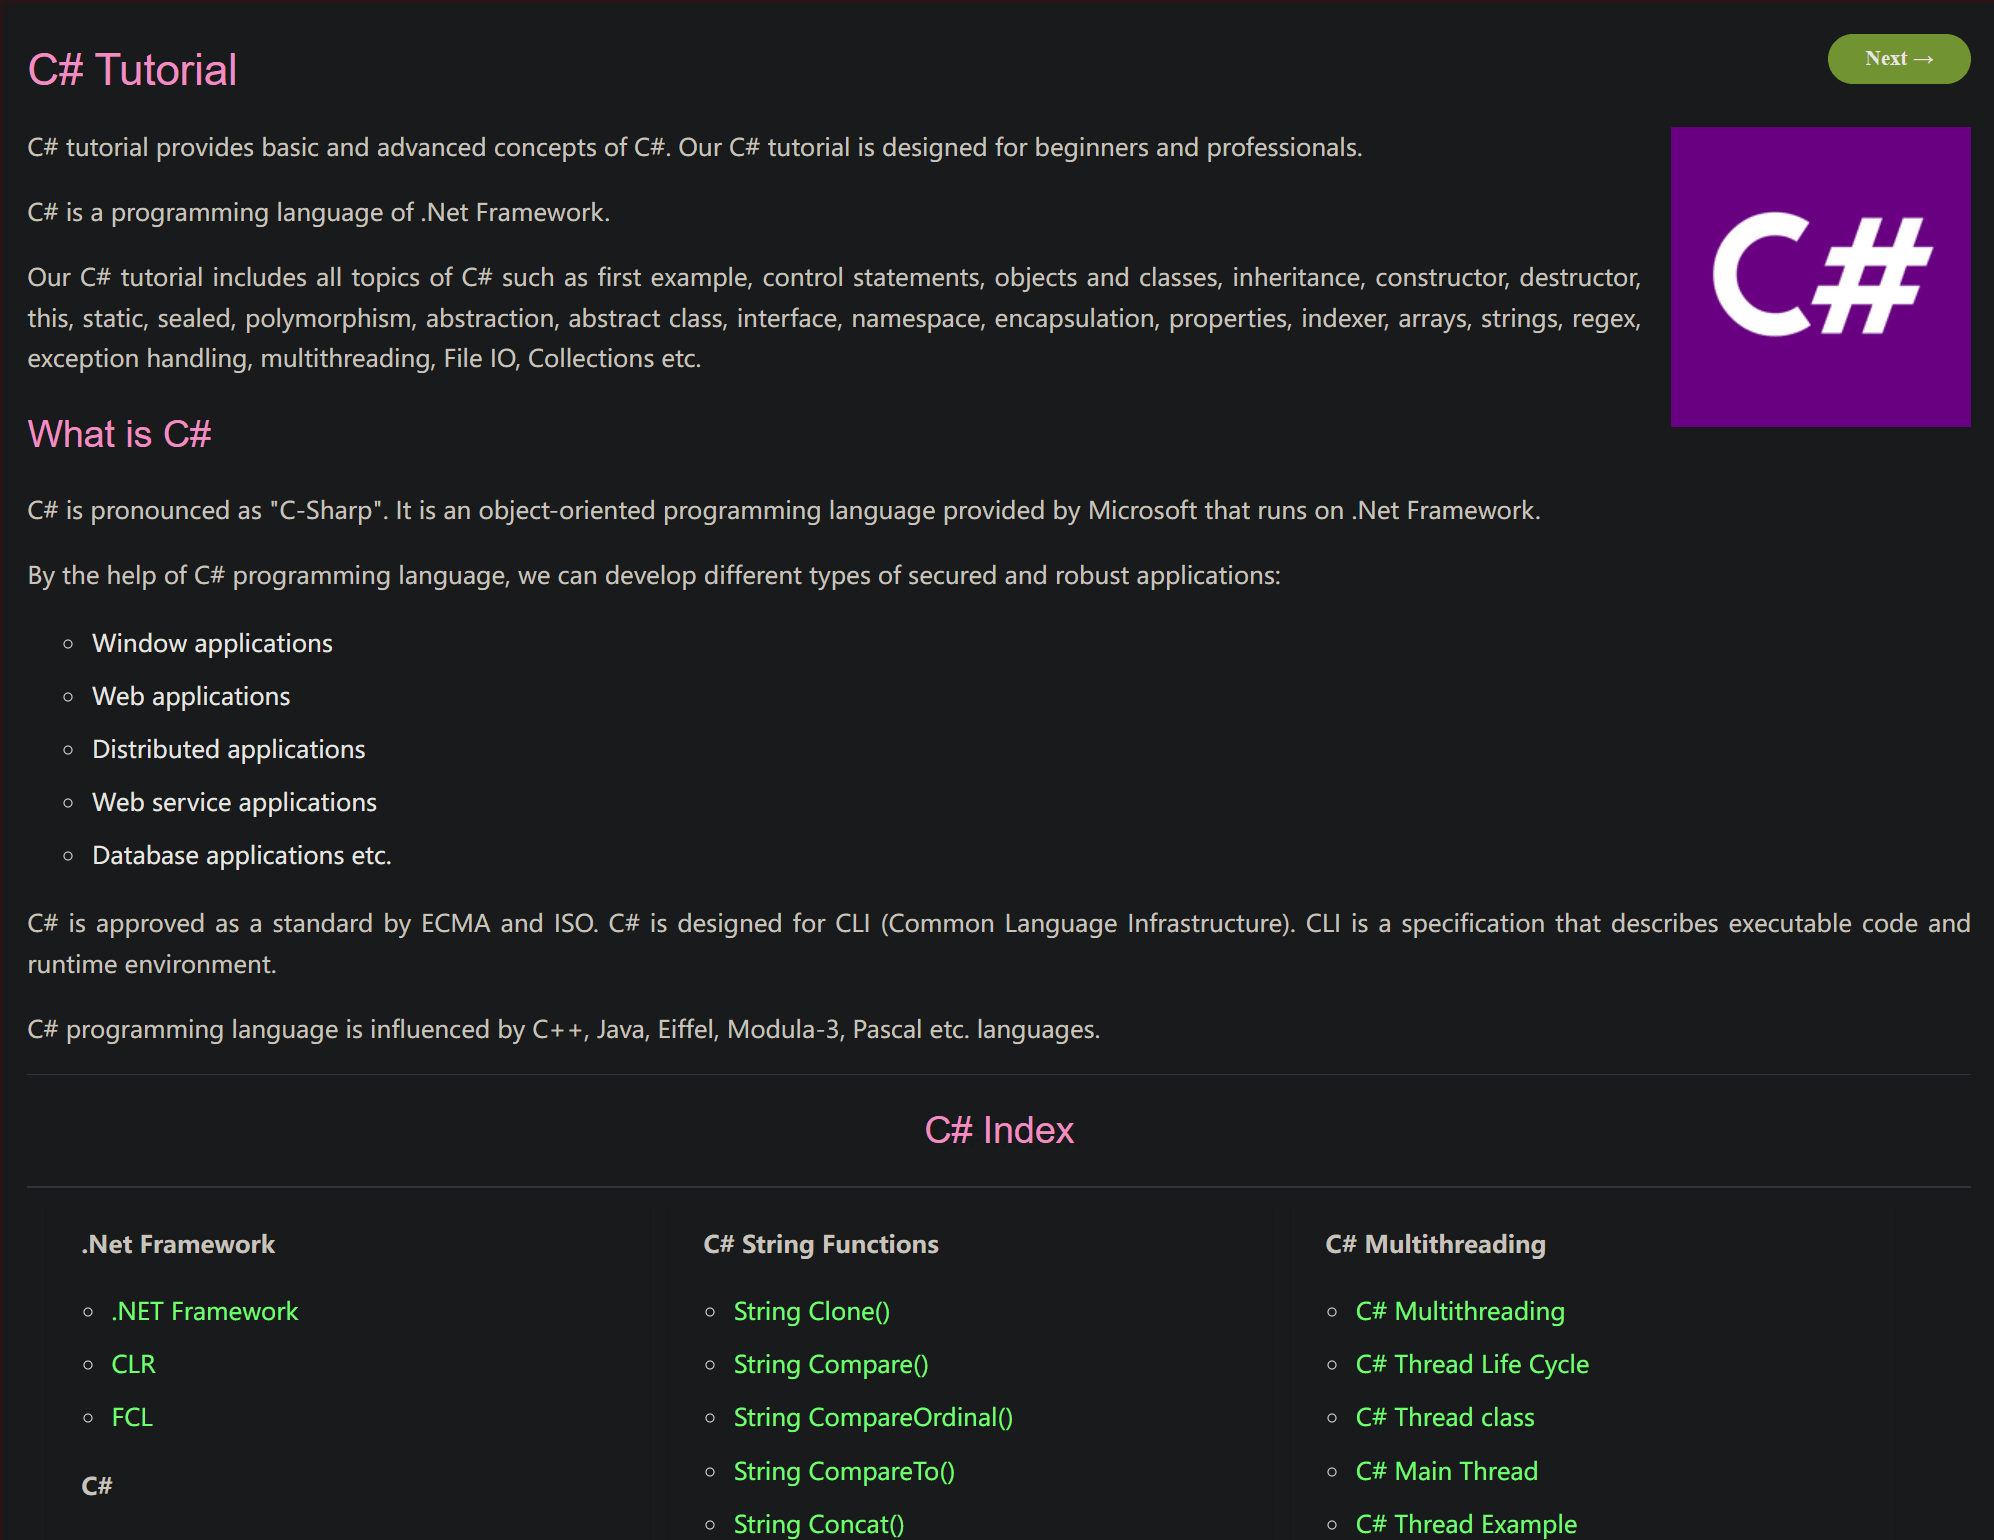 C# Tutorial
Next →
C# tutorial provides basic and advanced concepts of C#. Our C# tutorial is designed for beginners and professionals.
C# is a programming language of .Net Framework.
Our C# tutorial includes all topics of C# such as first example, control statements, objects and classes, inheritance, constructor, destructor,
this, static, sealed, polymorphism, abstraction, abstract class, interface, namespace, encapsulation, properties, indexer, arrays, strings, regex,
exception handling, multithreading, File IO, Collections etc.
C#
What is C#
C# is pronounced as "C-Sharp". It is an object-oriented programming language provided by Microsoft that runs on .Net Framework.
By the help of C# programming language, we can develop different types of secured and robust applications:
Window applications
Web applications
Distributed applications
Web service applications
Database applications etc.
C# is approved as a standard by ECMA and ISO. C# is designed for CLI (Common Language Infrastructure). CLI is a specification that describes executable code and
runtime environment.
C# programming language is influenced by C++, Java, Eiffel, Modula-3, Pascal etc. languages.
C# Index
.Net Framework
.NET Framework
CLR
FCL
C#
C# String Functions
String Clone()
String Compare()
String CompareOrdinal()
String CompareTo()
String Concat()
C# Multithreading
C# Multithreading
C# Thread Life Cycle
C# Thread class
C# Main Thread
C# Thread Example